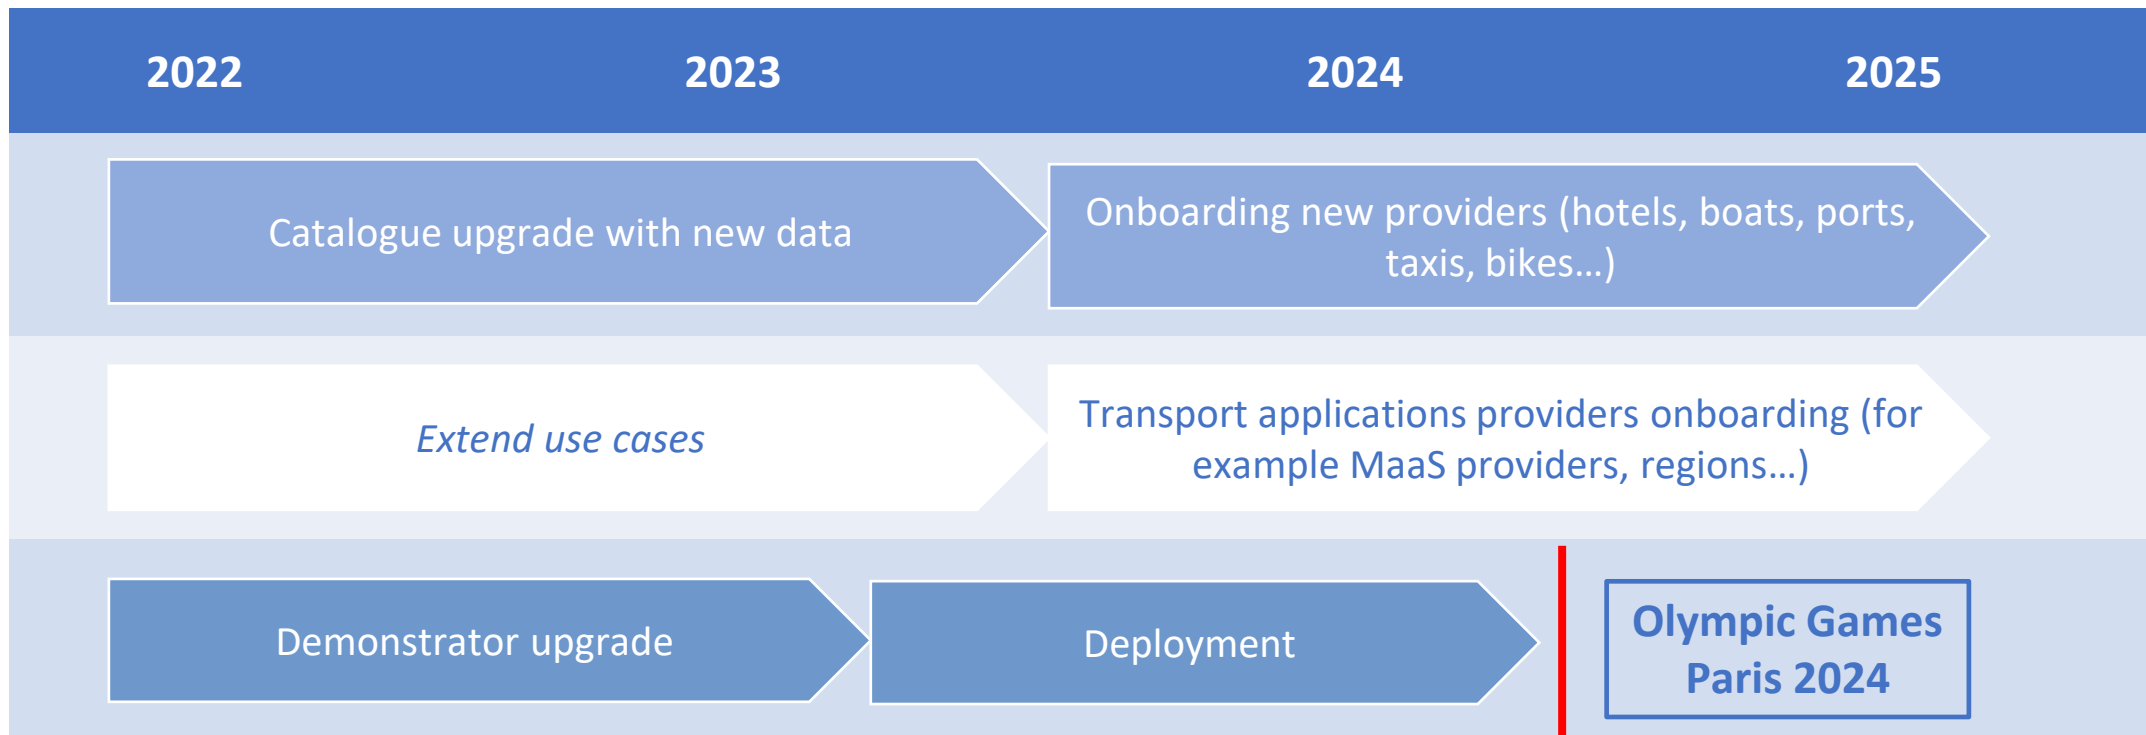 2022 2023 2024 2025
Catalogue upgrade with new data
Onboarding new providers (hotels, boats, ports,
taxis, bikes…)
Extend use cases
Transport applications providers onboarding (for
example MaaS providers, regions…)
Demonstrator upgrade
Deployment
Olympic Games
Paris 2024